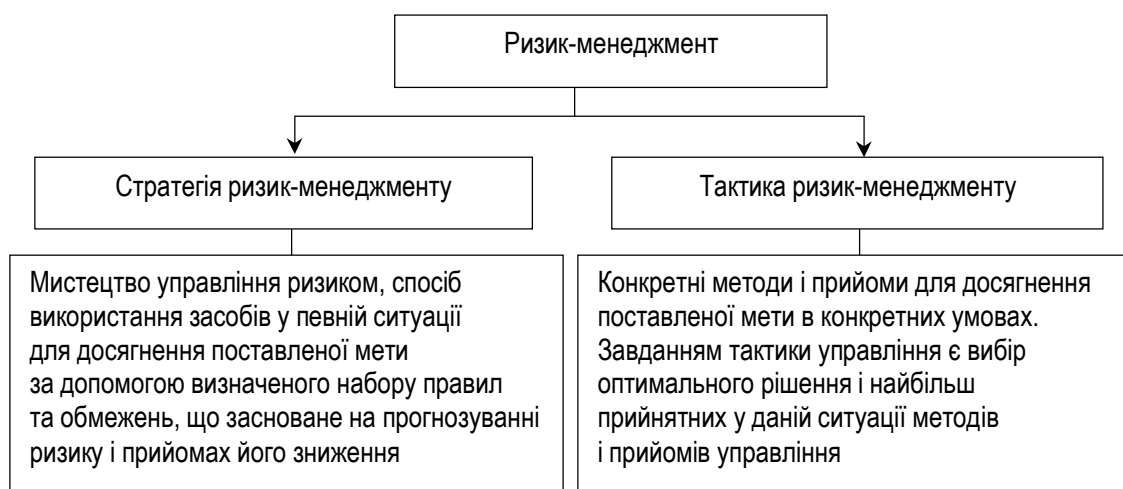 Ризик-менеджмент
Стратегія ризик-менеджменту
Тактика ризик-менеджменту
Мистецтво управління ризиком, спосіб
використання засобів у певній ситуації
для досягнення поставленої мети
за допомогою визначеного набору правил
та обмежень, що засноване на прогнозуванні
ризику і прийомах його зниження
Конкретні методи і прийоми для досягнення
поставленої мети в конкретних умовах.
Завданням тактики управління є вибір
оптимального рішення і найбільш
прийнятних у даній ситуації методів
і прийомів управління